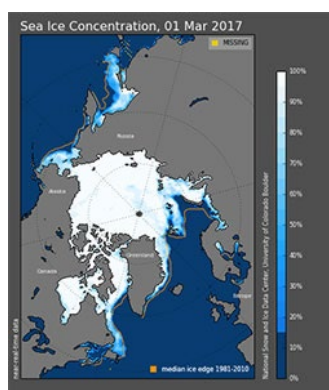 Sea Ice Concentration, 01 Mar 2017
MISSING
Russia
Alaska
Greenland
Canada
Europe
median ice edge 1981-2010
near-real-time data
100%
90%
80%
70%
60%
50%
40%
30%
20%
10%
0%
National Snow and Ice Data Center, University of Colorado Boulder